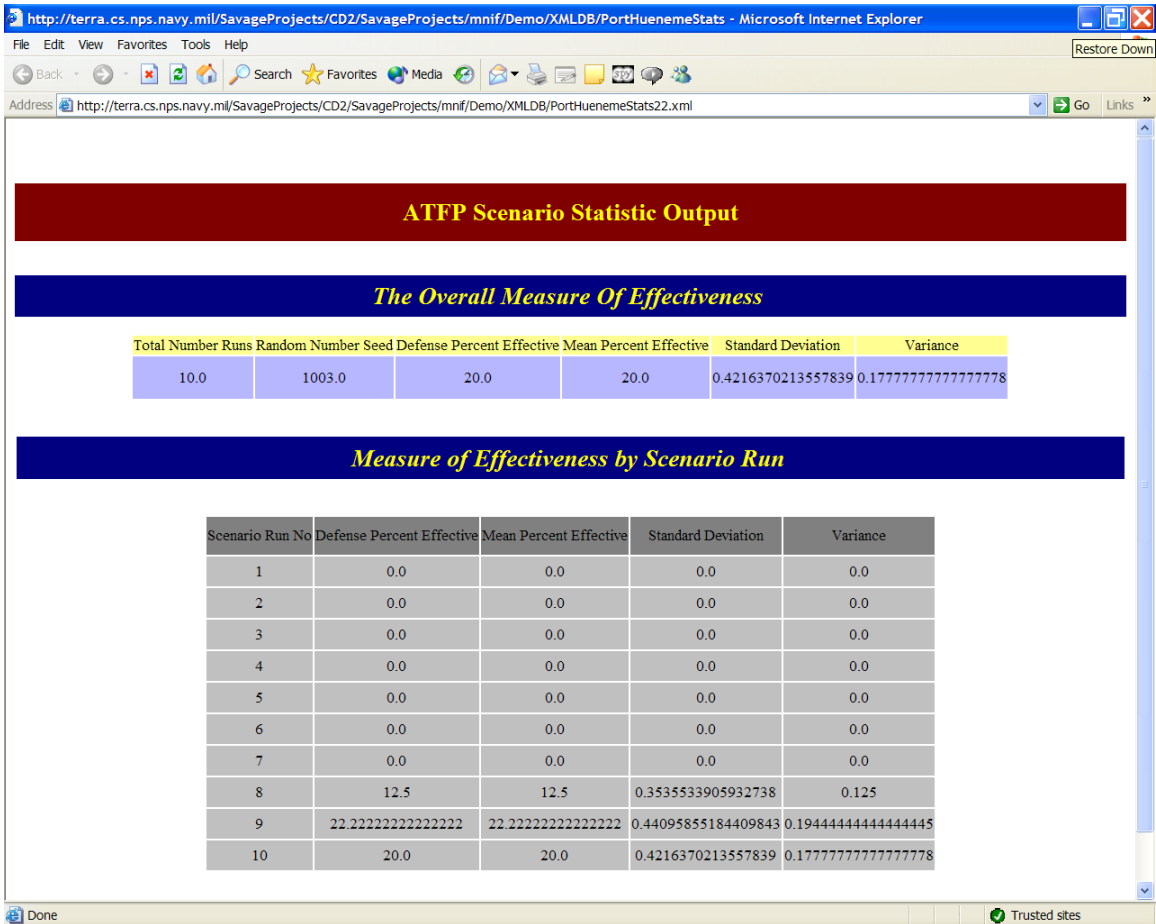 http://terra.cs.nps.navy.mil/SavageProjects/CD2/SavageProjects/mnif/Demo/XMLDB/PortHuenemeStats - Microsoft Internet Explorer
File Edit View Favorites Tools Help
Restore Down
Back Search Favorites Media
Address http://terra.cs.nps.navy.mil/SavageProjects/CD2/SavageProjects/mnif/Demo/XMLDB/PortHuenemeStats22.xml Go Links »
ATFP Scenario Statistic Output
The Overall Measure Of Effectiveness
Total Number Runs Random Number Seed Defense Percent Effective Mean Percent Effective Standard Deviation Variance
10.0 1003.0 20.0 20.0 0.4216370213557839 0.17777777777777778
Measure of Effectiveness by Scenario Run
Scenario Run No Defense Percent Effective Mean Percent Effective Standard Deviation Variance
1 0.0 0.0 0.0 0.0
2 0.0 0.0 0.0 0.0
3 0.0 0.0 0.0 0.0
4 0.0 0.0 0.0 0.0
5 0.0 0.0 0.0 0.0
6 0.0 0.0 0.0 0.0
7 0.0 0.0 0.0 0.0
8 12.5 12.5 0.3535533905932738 0.125
9 22.22222222222222 22.22222222222222 0.44095855184409843 0.19444444444444445
10 20.0 20.0 0.4216370213557839 0.17777777777777778
Done Trusted sites